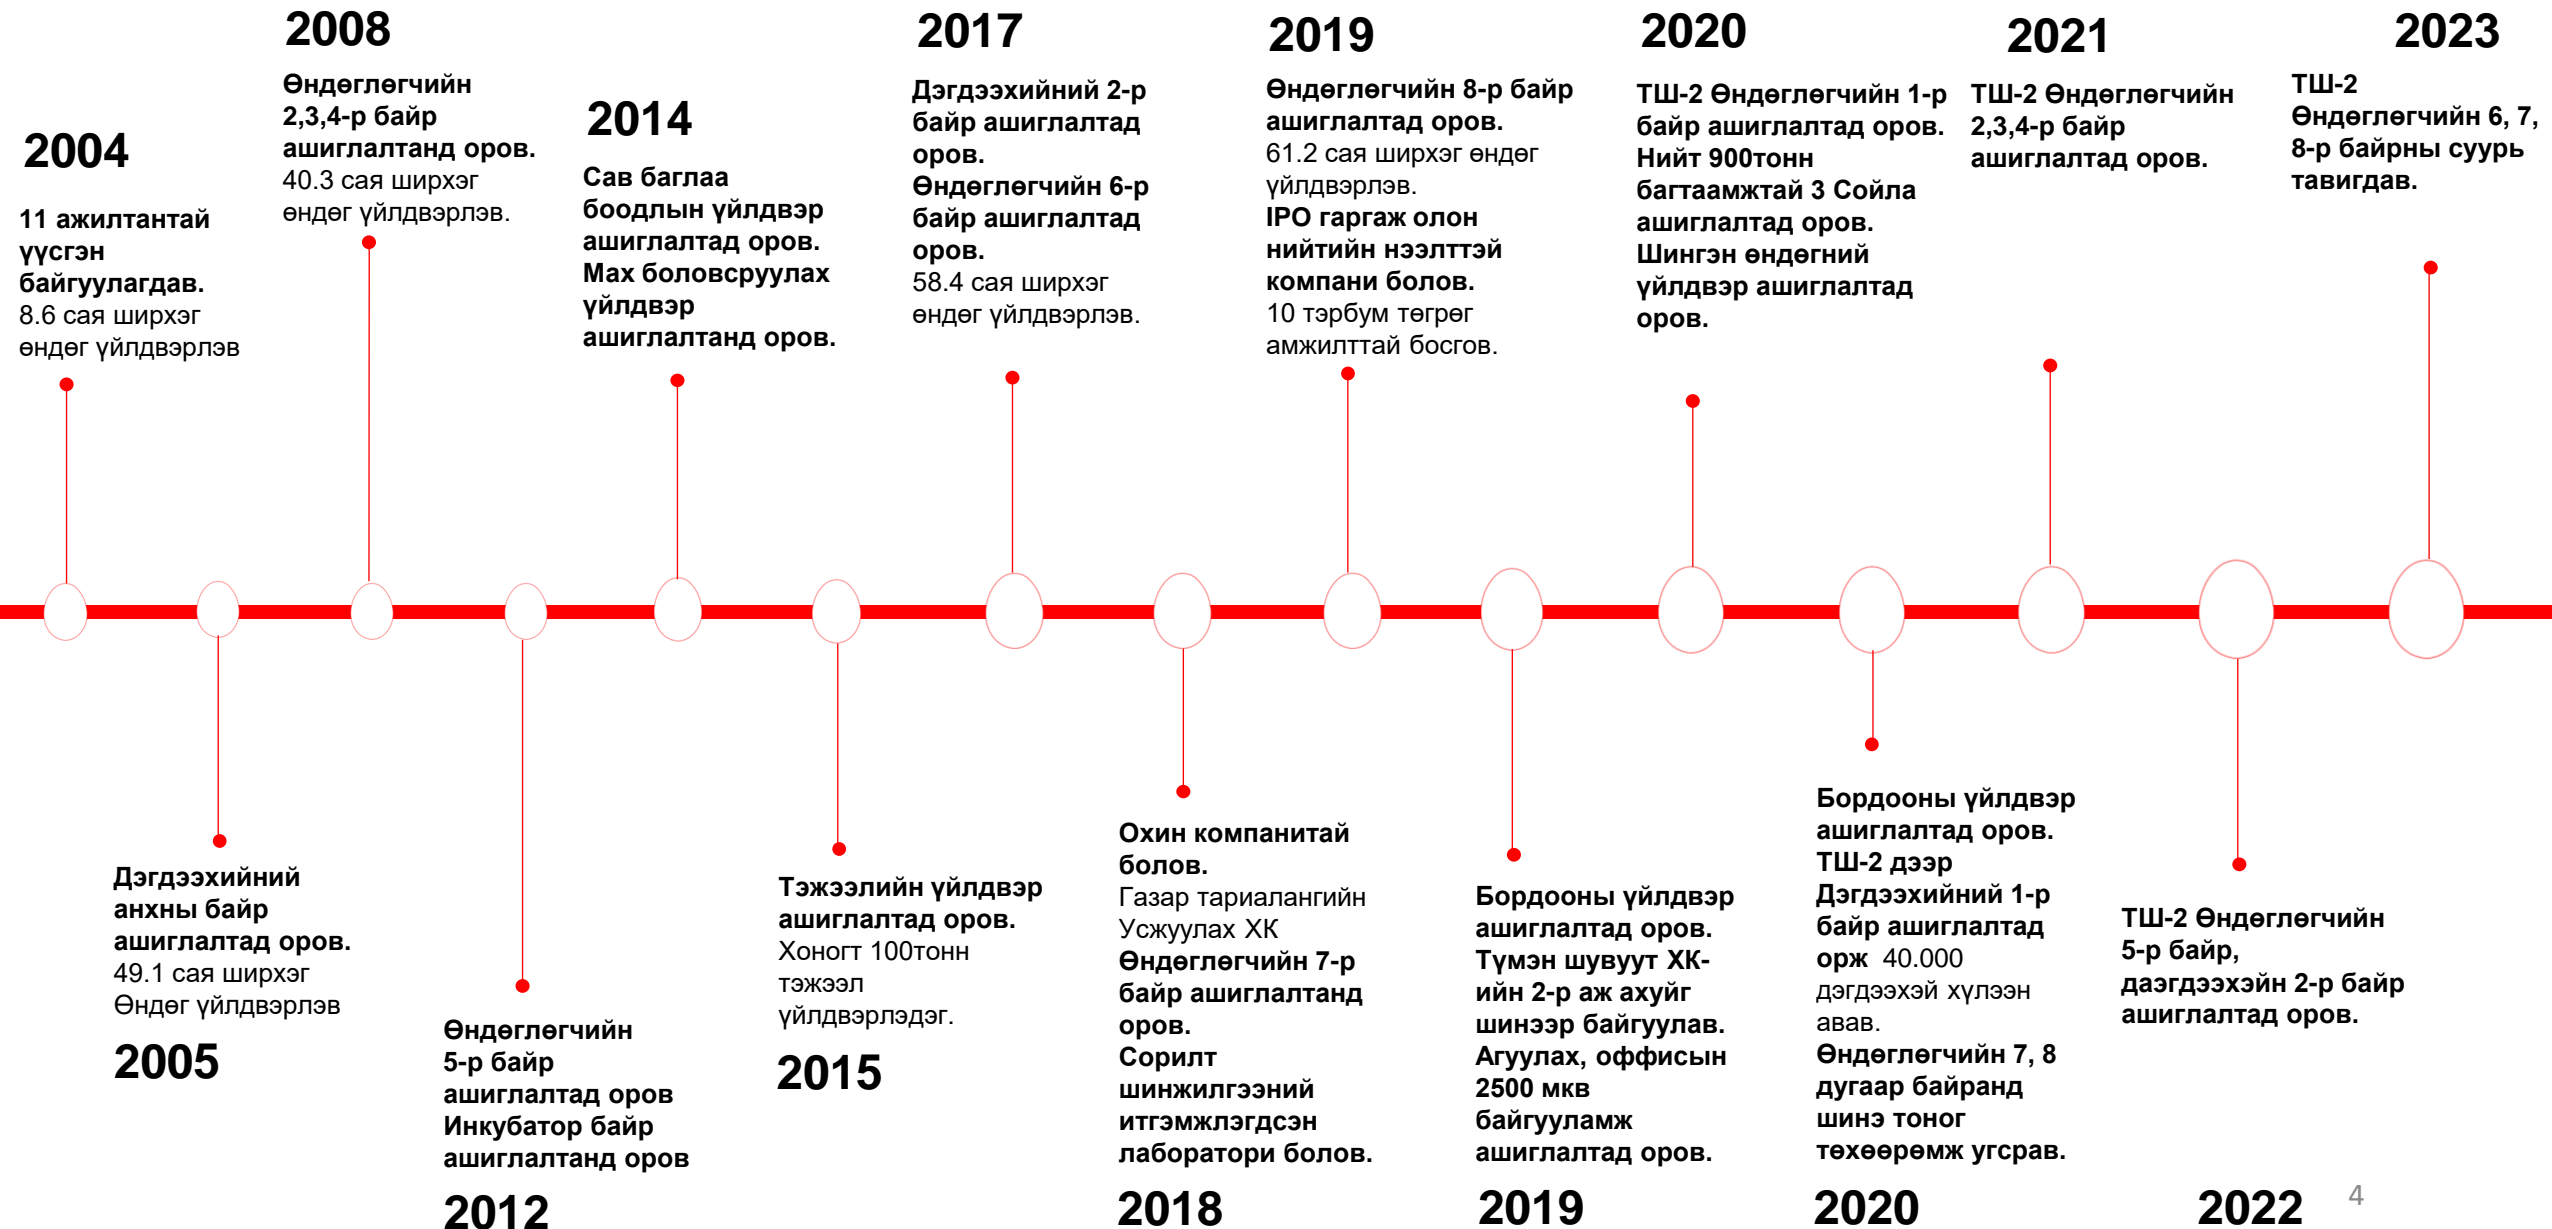 2004
11 ажилтантай
үүсгэн
байгуулагдав.
8.6 сая ширхэг
өндөг үйлдвэрлэв
2008
Өндөглөгчийн
2,3,4-р байр
ашиглалтанд оров.
40.3 сая ширхэг
өндөг үйлдвэрлэв.
2014
Сав баглаа
боодлын үйлдвэр
ашиглалтад оров.
Мах боловсруулах
үйлдвэр
ашиглалтанд оров.
2017
Дэгдээхийний 2-р
байр ашиглалтад
оров.
Өндөглөгчийн 6-р
байр ашиглалтад
оров.
58.4 сая ширхэг
өндөг үйлдвэрлэв.
2019
Өндөглөгчийн 8-р байр
ашиглалтад оров.
61.2 сая ширхэг өндөг
үйлдвэрлэв.
IPO гаргаж олон
нийтийн нээлттэй
компани болов.
10 тэрбум төгрөг
амжилттай босгов.
2020
ТШ-2 Өндөглөгчийн 1-р
байр ашиглалтад оров.
Нийт 900тонн
багтаамжтай 3 Сойла
ашиглалтад оров.
Шингэн өндөгний
үйлдвэр ашиглалтад
оров.
2021
ТШ-2 Өндөглөгчийн
2,3,4-р байр
ашиглалтад оров.
2023
ТШ-2
Өндөглөгчийн 6, 7,
8-р байрны суурь
тавигдав.
Дэгдээхийний
анхны байр
ашиглалтад оров.
49.1 сая ширхэг
Өндөг үйлдвэрлэв
2005
Өндөглөгчийн
5-р байр
ашиглалтад оров
Инкубатор байр
ашиглалтанд оров
2012
Тэжээлийн үйлдвэр
ашиглалтад оров.
Хоногт 100тонн
тэжээл
үйлдвэрлэдэг.
2015
Охин компанитай
болов.
Газар тариалангийн
Усжуулах ХК
Өндөглөгчийн 7-р
байр ашиглалтанд
оров.
Сорилт
шинжилгээний
итгэмжлэгдсэн
лаборатори болов.
2018
Бордооны үйлдвэр
ашиглалтад оров.
Түмэн шувуут ХК-
ийн 2-р аж ахуйг
шинээр байгуулав.
Агуулах, оффисын
2500 мкв
байгууламж
ашиглалтад оров.
2019
Бордооны үйлдвэр
ашиглалтад оров.
ТШ-2 дээр
Дэгдээхийний 1-р
байр ашиглалтад
орж 40.000
дэгдээхэй хүлээн
авав.
Өндөглөгчийн 7, 8
дугаар байранд
шинэ тоног
төхөөрөмж угсрав.
2020
ТШ-2 Өндөглөгчийн
5-р байр,
даэгдээхэйн 2-р байр
ашиглалтад оров.
2022
4